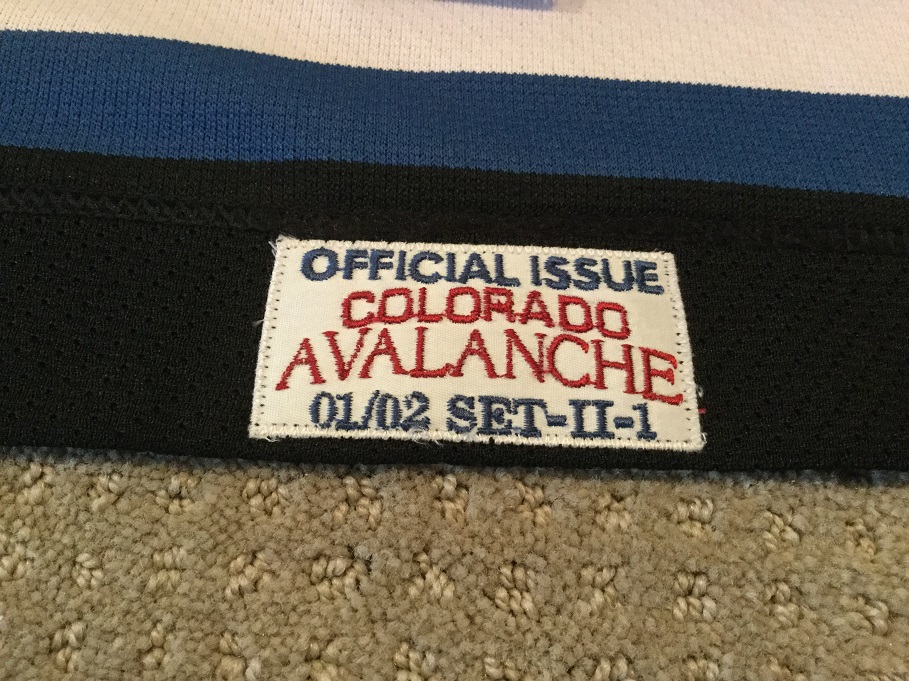 OFFICIAL ISSUE
COLORADO
AVALANCHE
01/02 SET-II-1